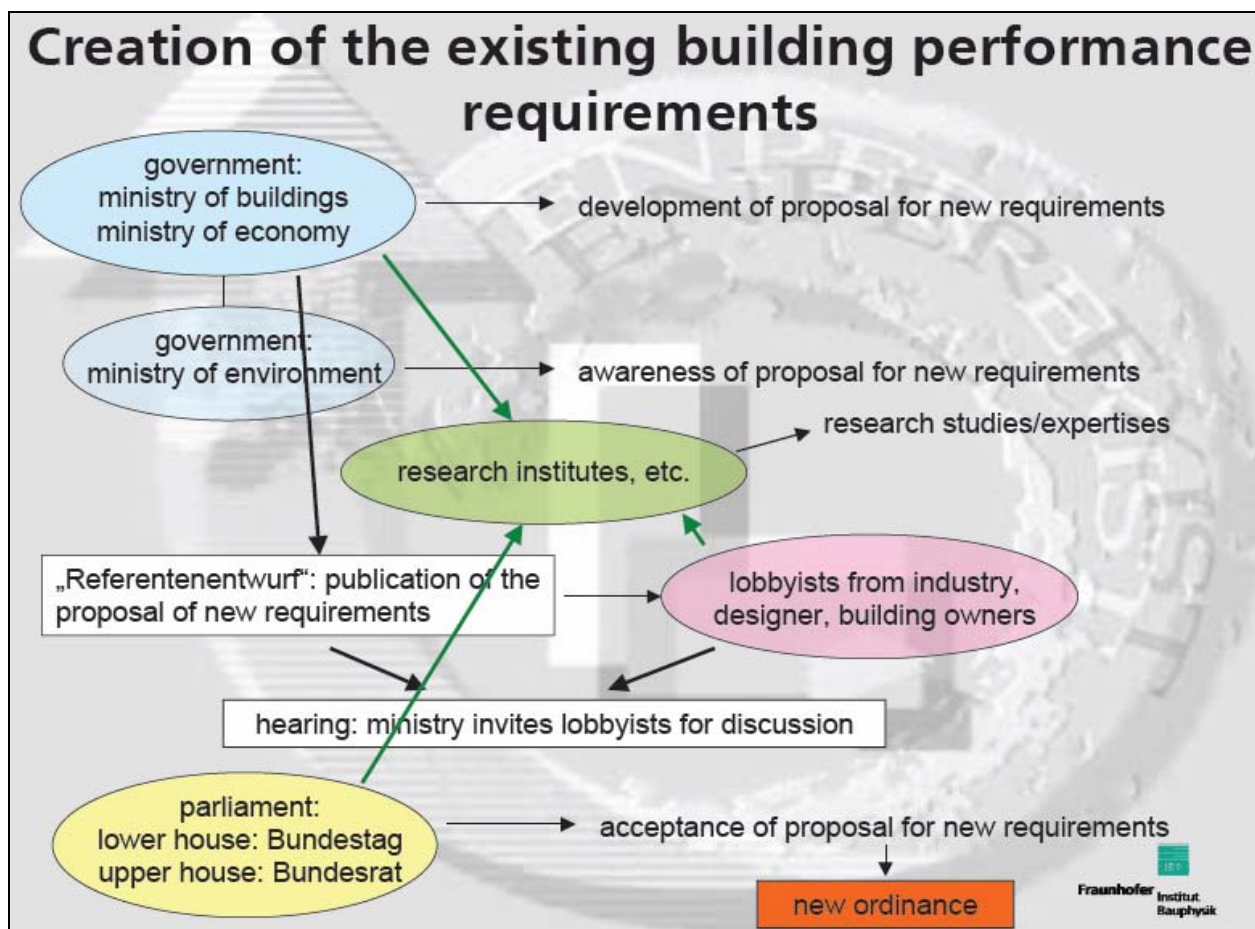 Creation of the existing building performance
requirements
government:
ministry of buildings
ministry of economy
development of proposal for new requirements
government:
ministry of environment
awareness of proposal for new requirements
research studies/expertises
research institutes, etc.
„Referentenentwurf“: publication of the
proposal of new requirements
lobbyists from industry,
designer, building owners
hearing: ministry invites lobbyists for discussion
parliament:
lower house: Bundestag
upper house: Bundesrat
acceptance of proposal for new requirements
new ordinance
IBP
Fraunhofer Institut
Bauphysik